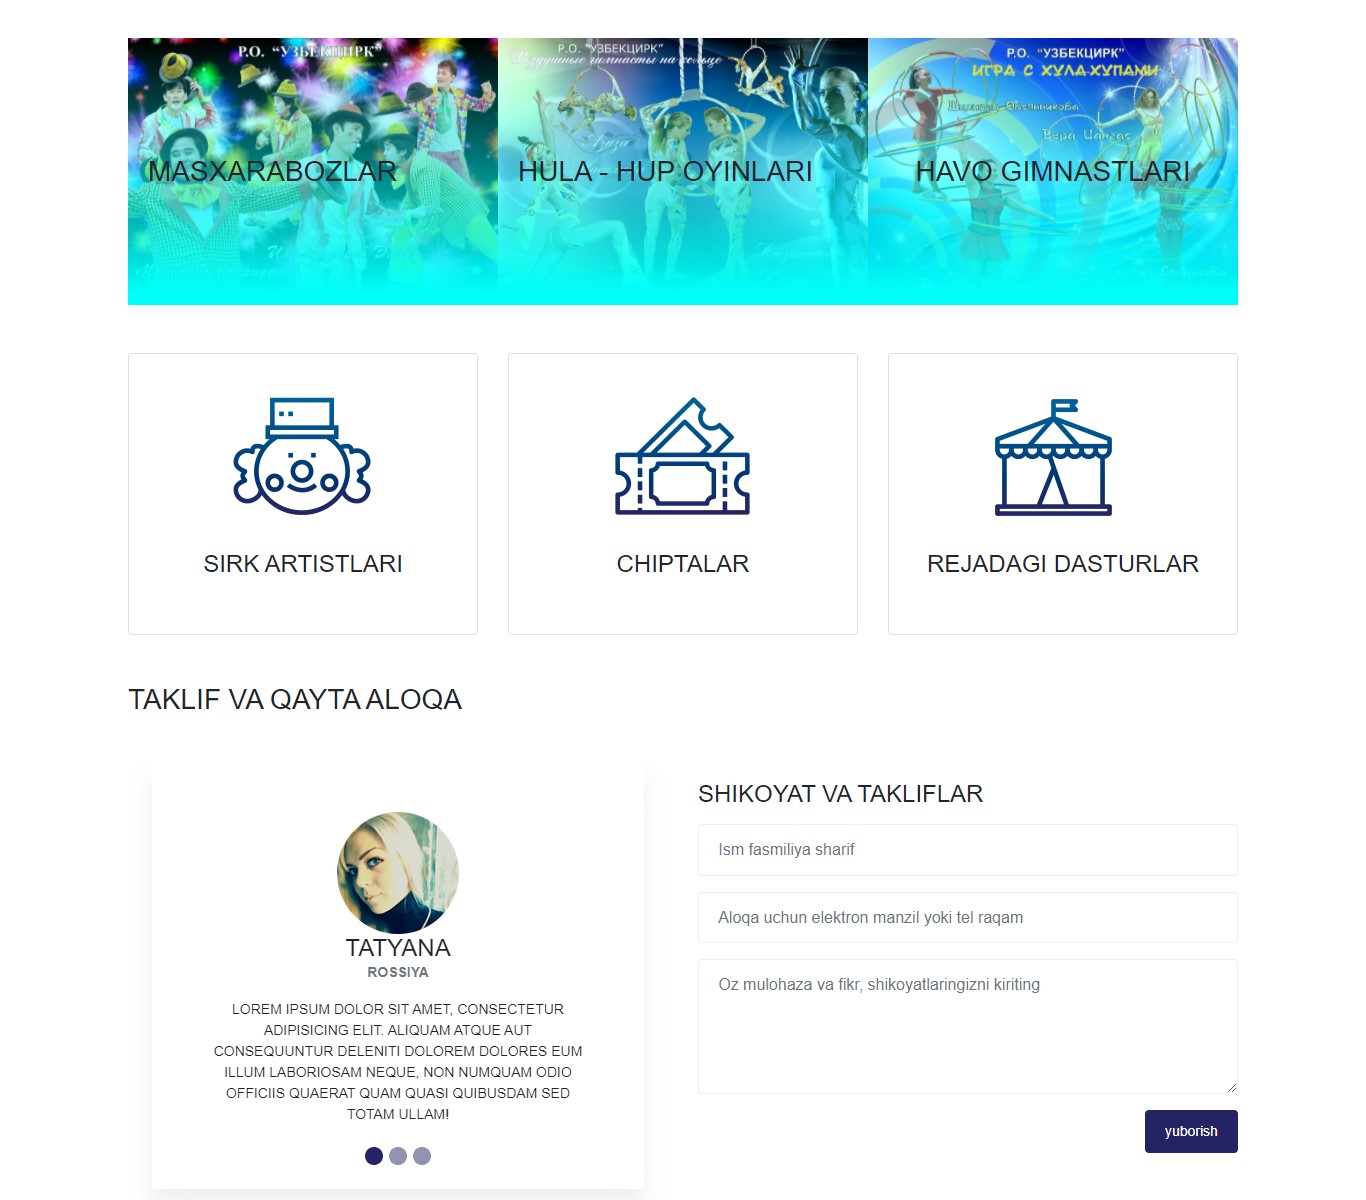 Р.О. “УЗБЕКЦИРК”
MASXARABOZLAR
Р.О. “УЗБЕКЦИРК”
Воздушные гимнасты на кольце
HULA - HUP OYINLARI
Р.О. “УЗБЕКЦИРК”
ИГРА С ХУЛА-ХУПАМИ
Овсянникова
Вера
HAVO GIMNASTLARI
SIRK ARTISTLARI
CHIPTALAR
REJADAGI DASTURLAR
TAKLIF VA QAYTA ALOQA
TATYANA
ROSSIYA
LOREM IPSUM DOLOR SIT AMET, CONSECTETUR
ADIPISICING ELIT. ALIQUAM ATQUE AUT
CONSEQUUNTUR DELENITI DOLOREM DOLORES EUM
ILLUM LABORIOSAM NEQUE, NON NUMQUAM ODIO
OFFICIIS QUAERAT QUAM QUASI QUIBUSDAM SED
TOTAM ULLAM!
SHIKOYAT VA TAKLIFLAR
Ism fasmiliya sharif
Aloqa uchun elektron manzil yoki tel raqam
Oz mulohaza va fikr, shikoyatlaringizni kiriting
yuborish